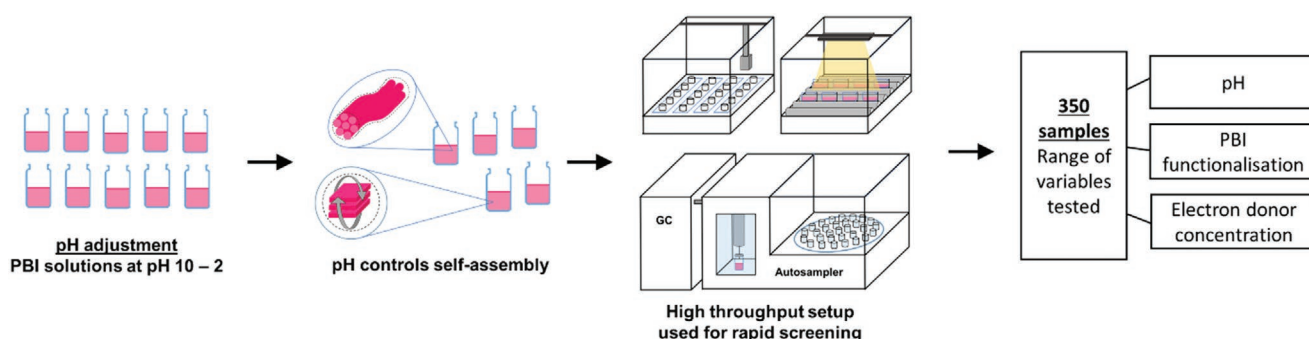 pH adjustment
PBI solutions at pH 10 – 2
pH controls self-assembly
GC
Autosampler
High throughput setup
used for rapid screening
350
samples
Range of
variables
tested
pH
PBI
functionalisation
Electron donor
concentration